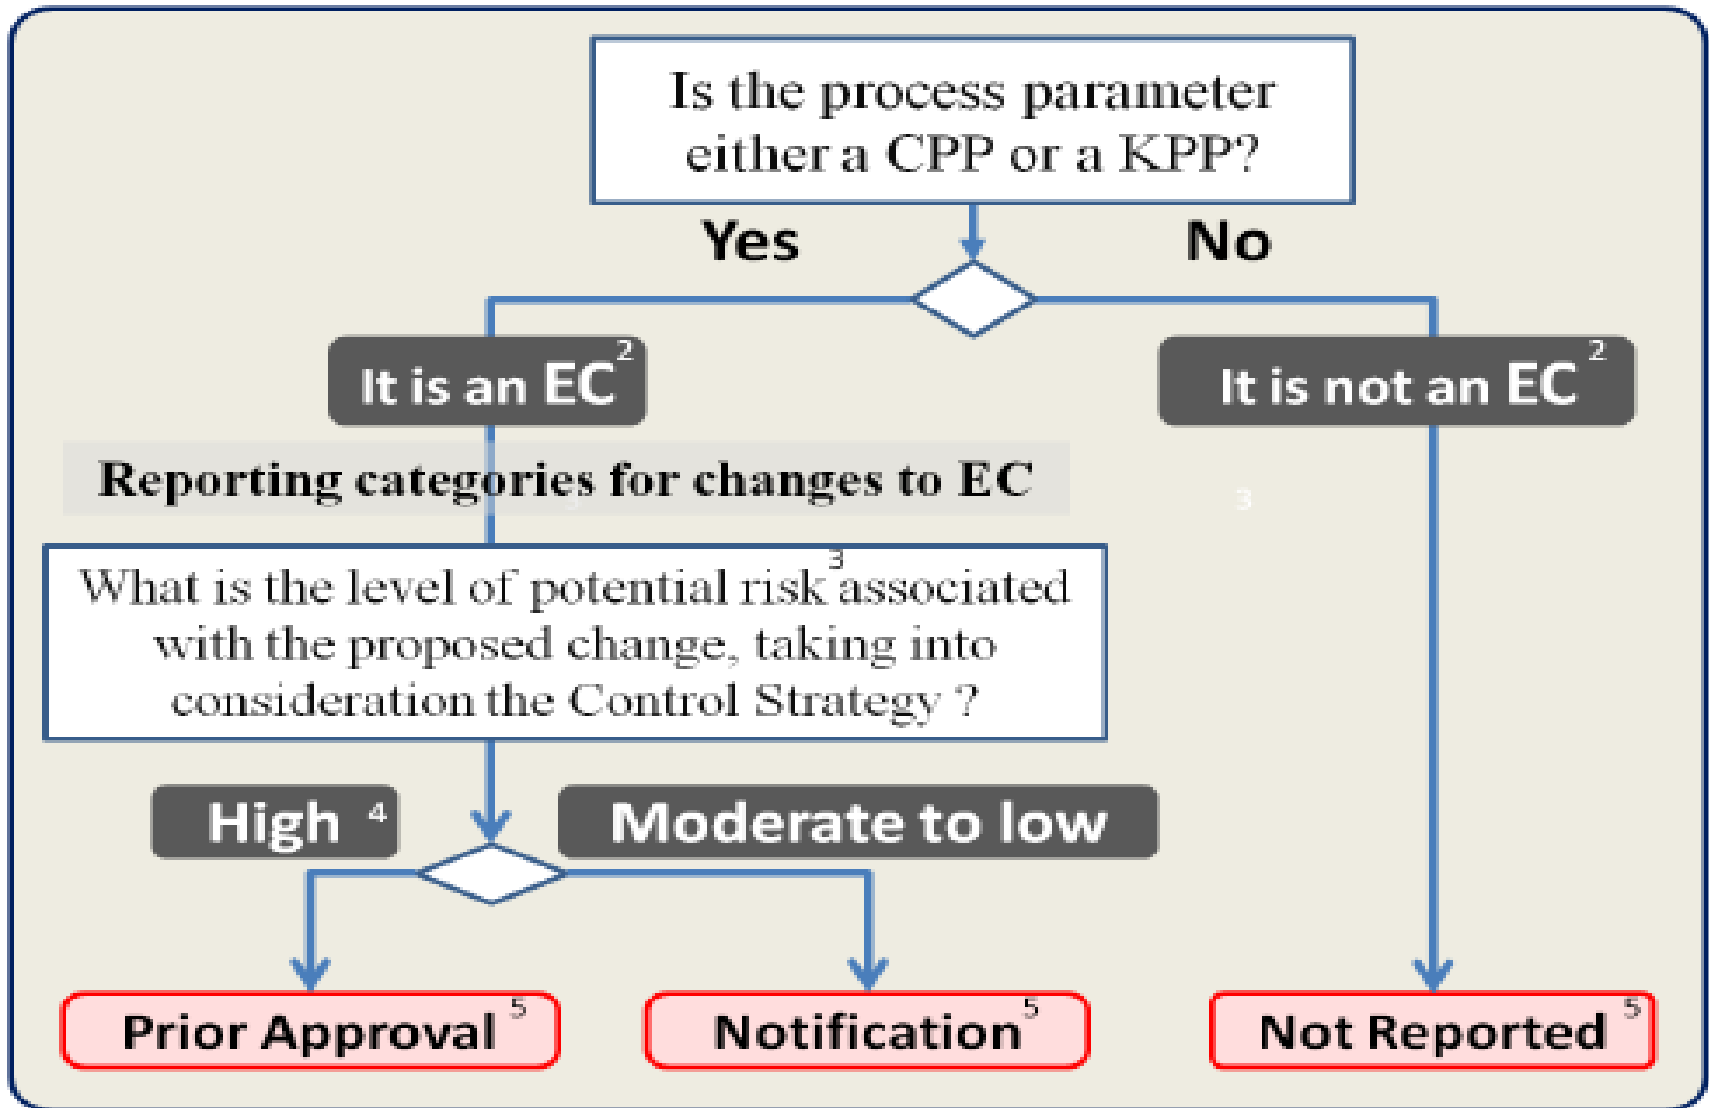 Is the process parameter
either a CPP or a KPP?
Yes
No
It is an EC2
It is not an EC2
Reporting categories for changes to EC
3
What is the level of potential risk3 associated
with the proposed change, taking into
consideration the Control Strategy ?
High 4
Moderate to low
Prior Approval 5
Notification5
Not Reported 5